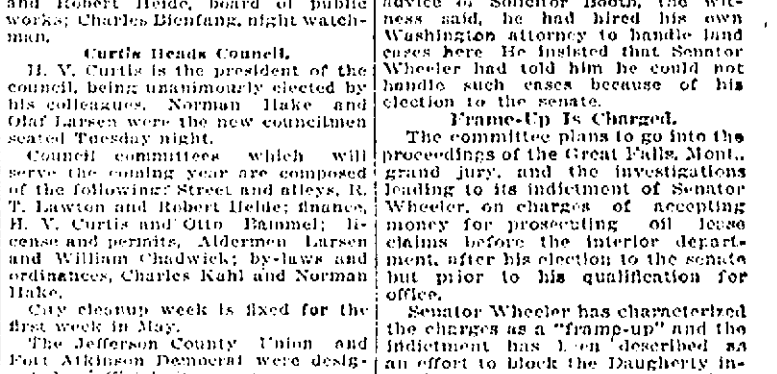 and Robert Heide, board of public
works; Charles Bienfang, night watch-
man.
Curtis Heads Council.
H. V. Curtis is the president of the
council, being unanimously elected by
his colleagues. Norman Hake and
Olaf Larsen were the new councilmen
seated Tuesday night.
Council committees which will
serve the coming year are composed
of the following: Street and alleys, R.
T. Lawton and Robert Heide; finance,
H. V. Curtis and Otto Bammel; li-
cense and permits, Aldermen Larsen
and William Chadwick; by-laws and
ordinances, Charles Kahl and Norman
Hake.
City cleanup week is fixed for the
first week in May.
The Jefferson County Union and
Fort Atkinson Democrat were desig-
advice of Solicitor Booth, the wit-
ness said, he had hired his own
Washington attorney to handle land
cases here. He insisted that Senator
Wheeler had told him he could not
handle such cases because of his
election to the senate.
Frame-Up Is Charged.
The committee plans to go into the
proceedings of the Great Falls, Mont.,
grand jury, and the investigations
leading to its indictment of Senator
Wheeler, on charges of accepting
money for prosecuting oil lease
claims before the interior depart-
ment, after his election to the senate
but prior to his qualification for
office.
Senator Wheeler has characterized
the charges as a "framp-up" and the
indictment has been described as
an effort to block the Daugherty in-